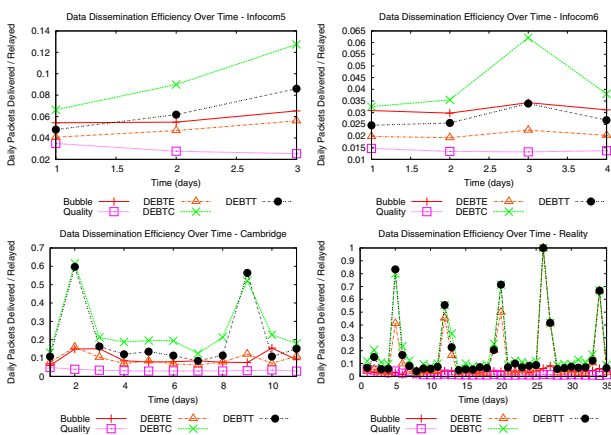 Data Dissemination Efficiency Over Time - Infocom5
Daily Packets Delivered / Relayed
0.14
0.12
0.1
0.08
0.06
0.04
0.02
1 1.5 2 2.5 3
Time (days)
Bubble DEBTE DEBTT
Quality DEBTC
Data Dissemination Efficiency Over Time - Infocom6
Daily Packets Delivered / Relayed
0.065
0.06
0.055
0.05
0.045
0.04
0.035
0.03
0.025
0.02
0.015
0.01
1 1.5 2 2.5 3 3.5 4
Time (days)
Bubble DEBTE DEBTT
Quality DEBTC
Data Dissemination Efficiency Over Time - Cambridge
Daily Packets Delivered / Relayed
0.7
0.6
0.5
0.4
0.3
0.2
0.1
0
2 4 6 8 10
Time (days)
Bubble DEBTE DEBTT
Quality DEBTC
Data Dissemination Efficiency Over Time - Reality
Daily Packets Delivered / Relayed
1
0.9
0.8
0.7
0.6
0.5
0.4
0.3
0.2
0.1
0
0 5 10 15 20 25 30 35
Time (days)
Bubble DEBTE DEBTT
Quality DEBTC